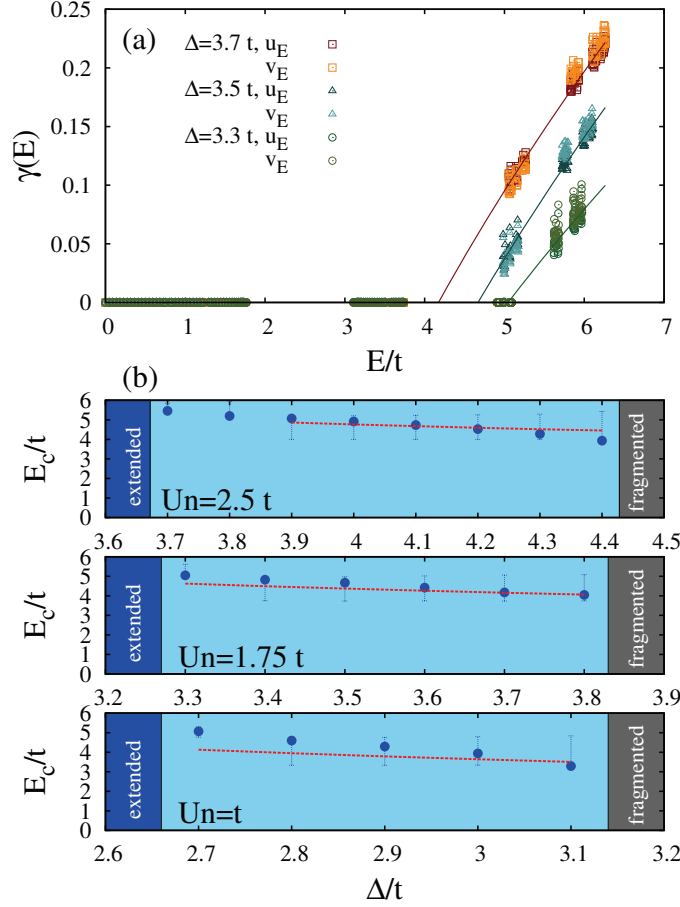 (a)
0.25
0.2
0.15
0.1
0.05
0
γ(E)
Δ=3.7 t, u_E
v_E
Δ=3.5 t, u_E
v_E
Δ=3.3 t, u_E
v_E
0 1 2 3 4 5 6 7
E/t
(b)
6
5
4
3
2
1
0
E_c/t
extended
Un=2.5 t
fragmented
3.6 3.7 3.8 3.9 4 4.1 4.2 4.3 4.4 4.5
6
5
4
3
2
1
0
E_c/t
extended
Un=1.75 t
fragmented
3.2 3.3 3.4 3.5 3.6 3.7 3.8 3.9
6
5
4
3
2
1
0
E_c/t
extended
Un=t
fragmented
2.6 2.7 2.8 2.9 3 3.1 3.2
Δ/t